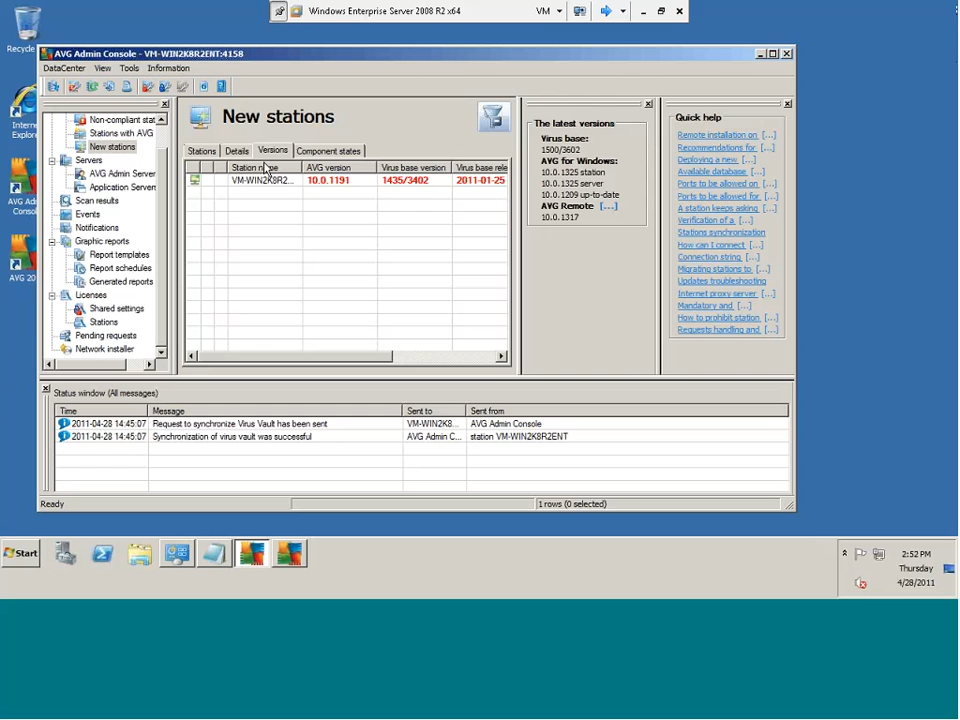 Windows Enterprise Server 2008 R2 x64
VM
Recycle
Intern
Explor
AVG Ad
Conso
AVG 20
AVG Admin Console - VM-WIN2K8R2ENT:4158
DataCenter View Tools Information
Non-compliant stat
Stations with AVG
New stations
Servers
AVG Admin Server
Application Server
Scan results
Events
Notifications
Graphic reports
Report templates
Report schedules
Generated reports
Licenses
Shared settings
Stations
Pending requests
Network installer
New stations
Stations Details Versions Component states
Station name AVG version Virus base version Virus base rele
VM-WIN2K8R2... 10.0.1191 1435/3402 2011-01-25
The latest versions
Virus base:
1500/3602
AVG for Windows:
10.0.1325 station
10.0.1325 server
10.0.1209 up-to-date
AVG Remote [...]
10.0.1317
Quick help
Remote installation on [...]
Recommendations for [...]
Deploying a new [...]
Available database [...]
Ports to be allowed on [...]
Ports to be allowed for [...]
A station keeps asking [...]
Verification of a [...]
Stations synchronization
How can I connect [...]
Connection string [...]
Migrating stations to [...]
Updates troubleshooting
Internet proxy server [...]
Mandatory and [...]
How to prohibit station [...]
Requests handling and [...]
Status window (All messages)
Time Message Sent to Sent from
2011-04-28 14:45:07 Request to synchronize Virus Vault has been sent VM-WIN2K8... AVG Admin Console
2011-04-28 14:45:07 Synchronization of virus vault was successful AVG Admin C... station VM-WIN2K8R2ENT
Ready 1 rows (0 selected)
Start
2:52 PM
Thursday
4/28/2011